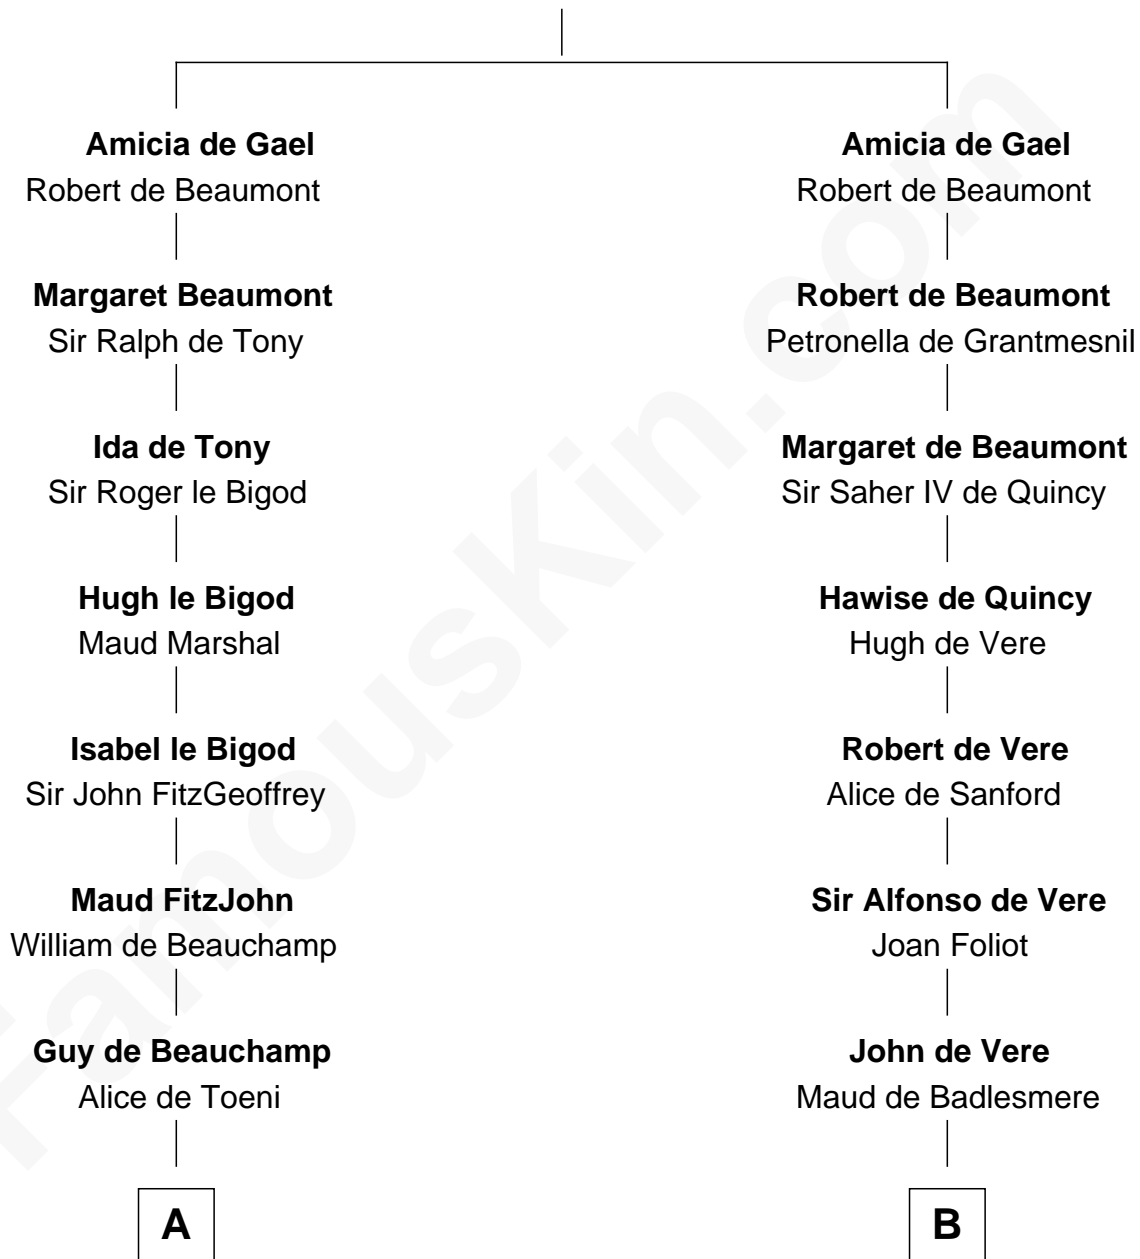 Amicia de Gael
Robert de Beaumont
Margaret Beaumont
Sir Ralph de Tony
Ida de Tony
Sir Roger le Bigod
Hugh le Bigod
Maud Marshal
Isabel le Bigod
Sir John FitzGeoffrey
Maud FitzJohn
William de Beauchamp
Guy de Beauchamp
Alice de Toeni
A
Amicia de Gael
Robert de Beaumont
Robert de Beaumont
Petronella de Grantmesnil
Margaret de Beaumont
Sir Saher IV de Quincy
Hawise de Quincy
Hugh de Vere
Robert de Vere
Alice de Sanford
Sir Alfonso de Vere
Joan Foliot
John de Vere
Maud de Badlesmere
B
FamousKin.com